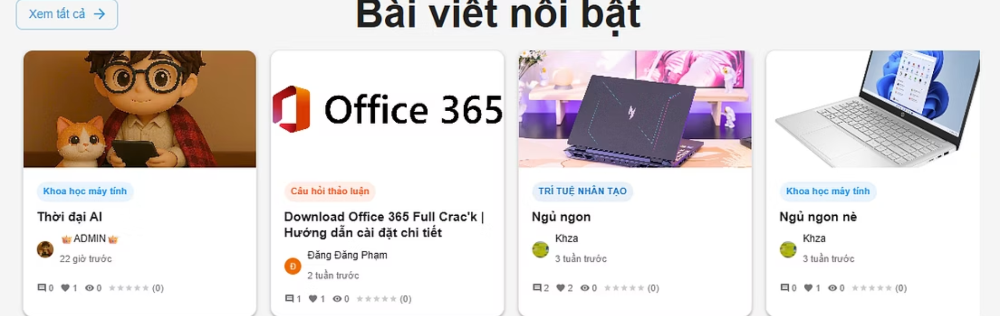 Xem tất cả →
Bài viết nổi bật
Office 365
Khoa học máy tính
Thời đại AI
ADMIN
22 giờ trước
0 1 0 (0)
Câu hỏi thảo luận
Download Office 365 Full Crac'k |
Hướng dẫn cài đặt chi tiết
Đ
Đăng Đăng Phạm
2 tuần trước
1 1 0 (0)
TRÍ TUỆ NHÂN TẠO
Ngủ ngon
Khza
3 tuần trước
2 2 0 (0)
Khoa học máy tính
Ngủ ngon nè
Khza
3 tuần trước
0 1 0 (0)